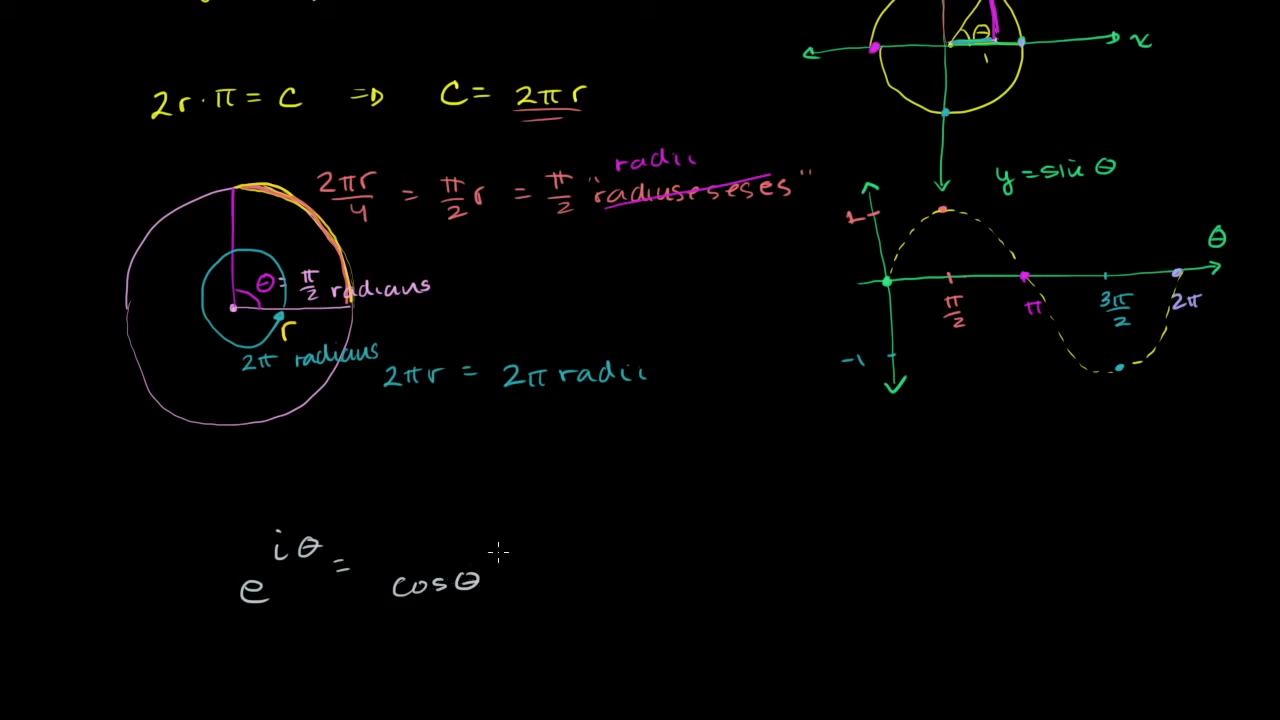 θ
x
1
2r·π = C ⇒ C = 2πr
y = sin θ
radii
2πr/4 = π/2 r = π/2 "radiuseseses"
1
θ
θ = π/2 radians
π/2
π
3π/2
2π
r
2π radians
-1
2πr = 2π radii
e^{iθ} = cosθ